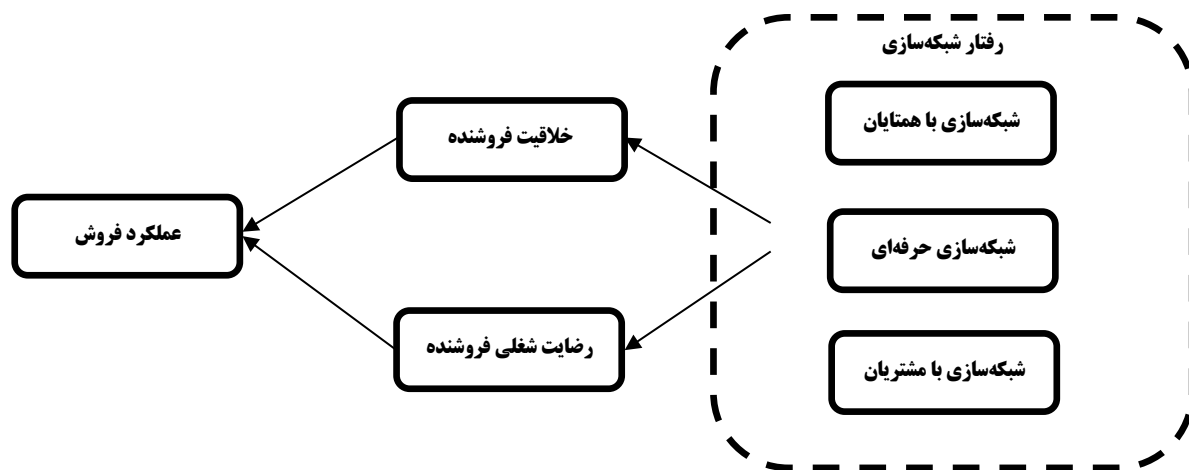 رفتار شبکه‌سازی
شبکه‌سازی با همتایان
شبکه‌سازی حرفه‌ای
شبکه‌سازی با مشتریان
خلاقیت فروشنده
رضایت شغلی فروشنده
عملکرد فروش